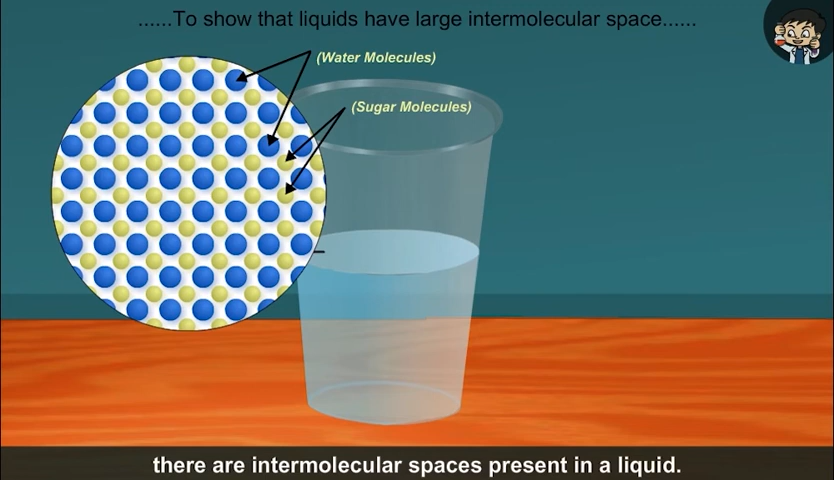 ......To show that liquids have large intermolecular space......
(Water Molecules)
(Sugar Molecules)
there are intermolecular spaces present in a liquid.